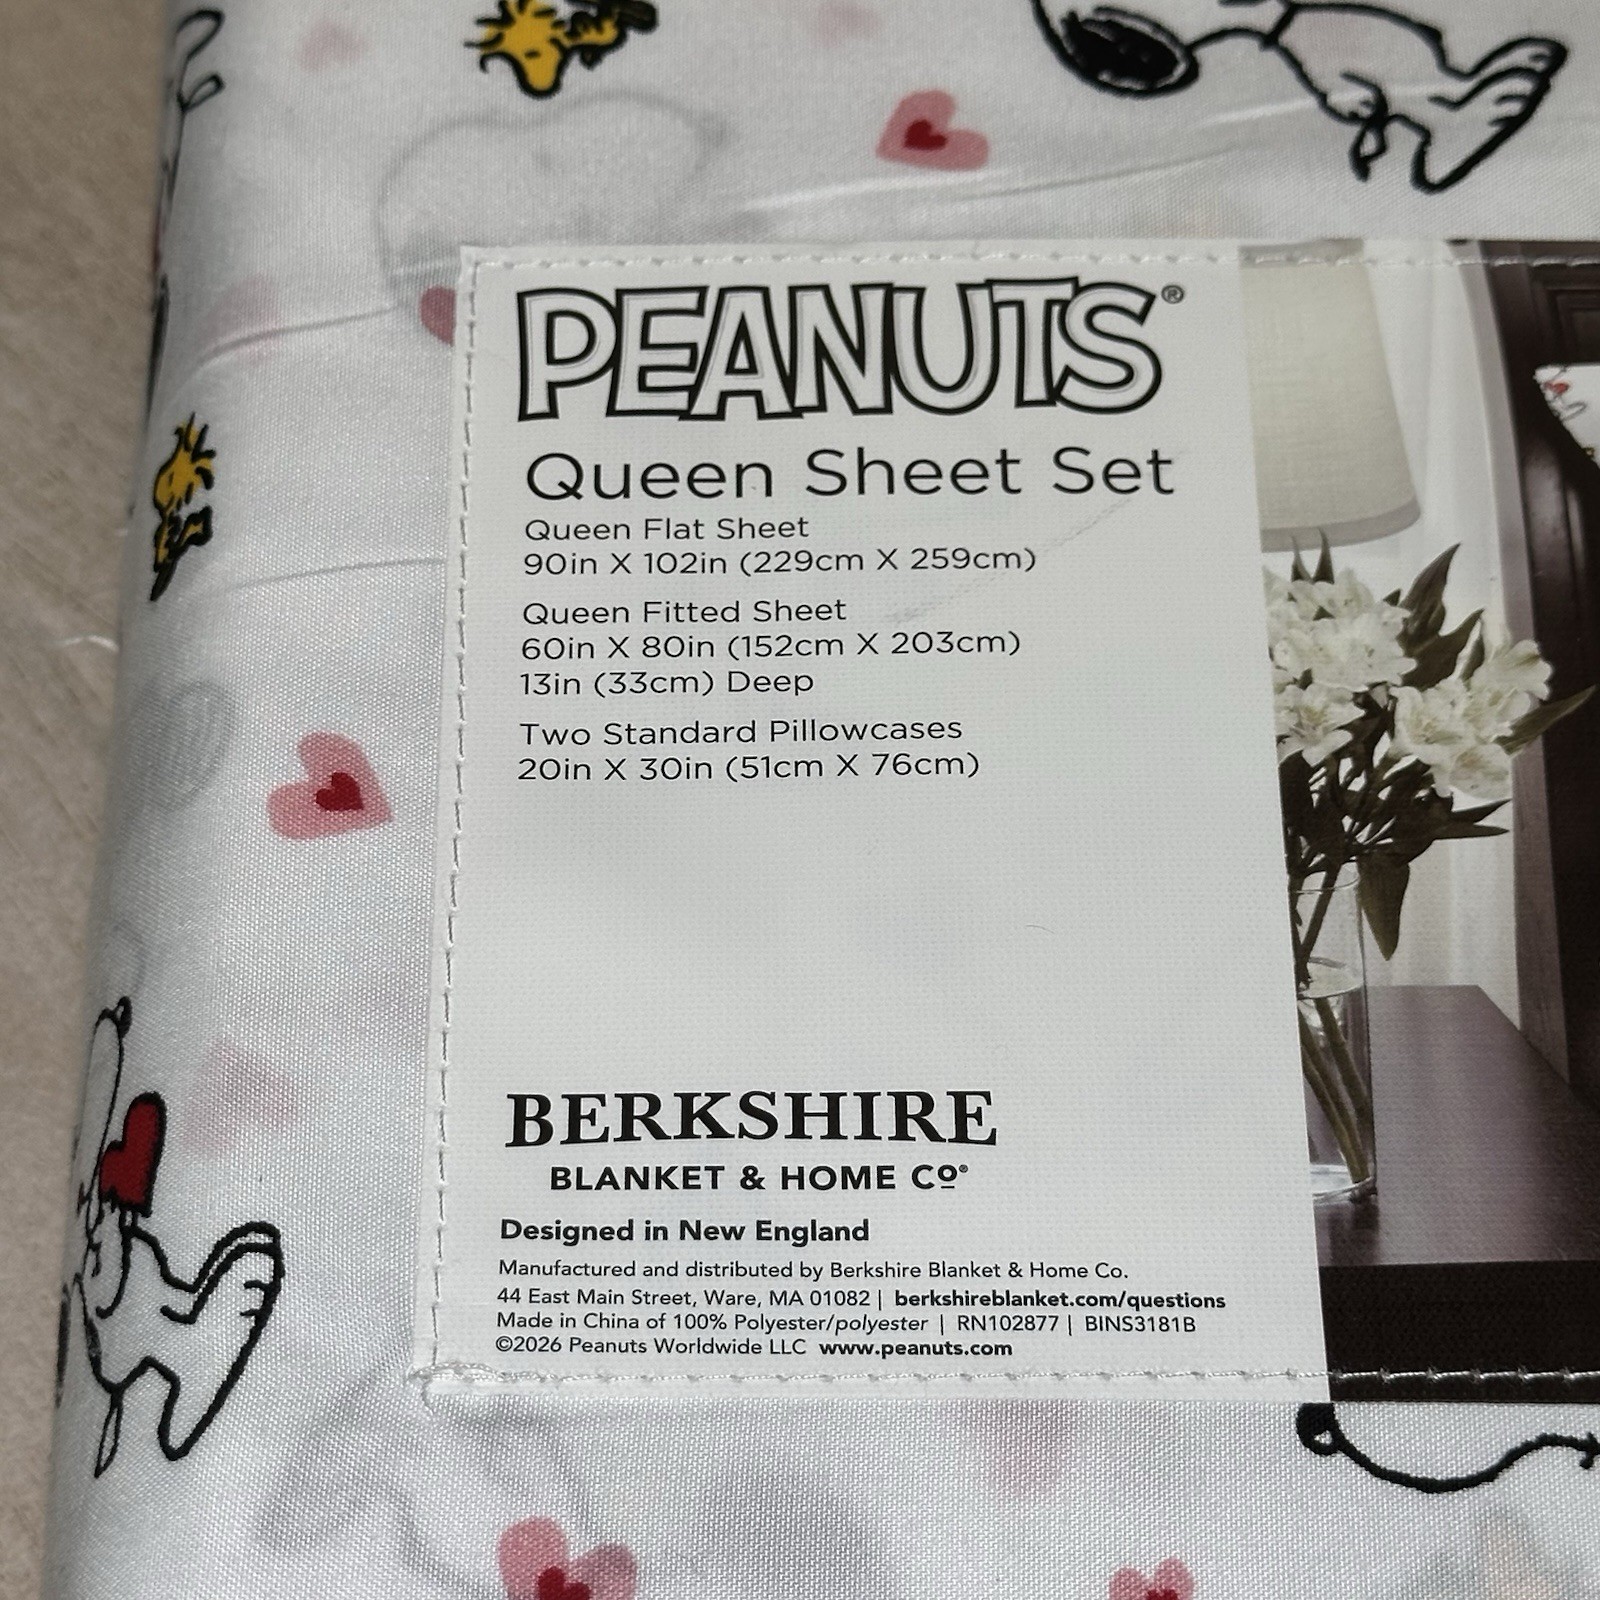 PEANUTS®
Queen Sheet Set
Queen Flat Sheet
90in X 102in (229cm X 259cm)
Queen Fitted Sheet
60in X 80in (152cm X 203cm)
13in (33cm) Deep
Two Standard Pillowcases
20in X 30in (51cm X 76cm)
BERKSHIRE
BLANKET & HOME Cº®
Designed in New England
Manufactured and distributed by Berkshire Blanket & Home Co.
44 East Main Street, Ware, MA 01082 | berkshireblanket.com/questions
Made in China of 100% Polyester/polyester | RN102877 | BINS3181B
©2026 Peanuts Worldwide LLC www.peanuts.com